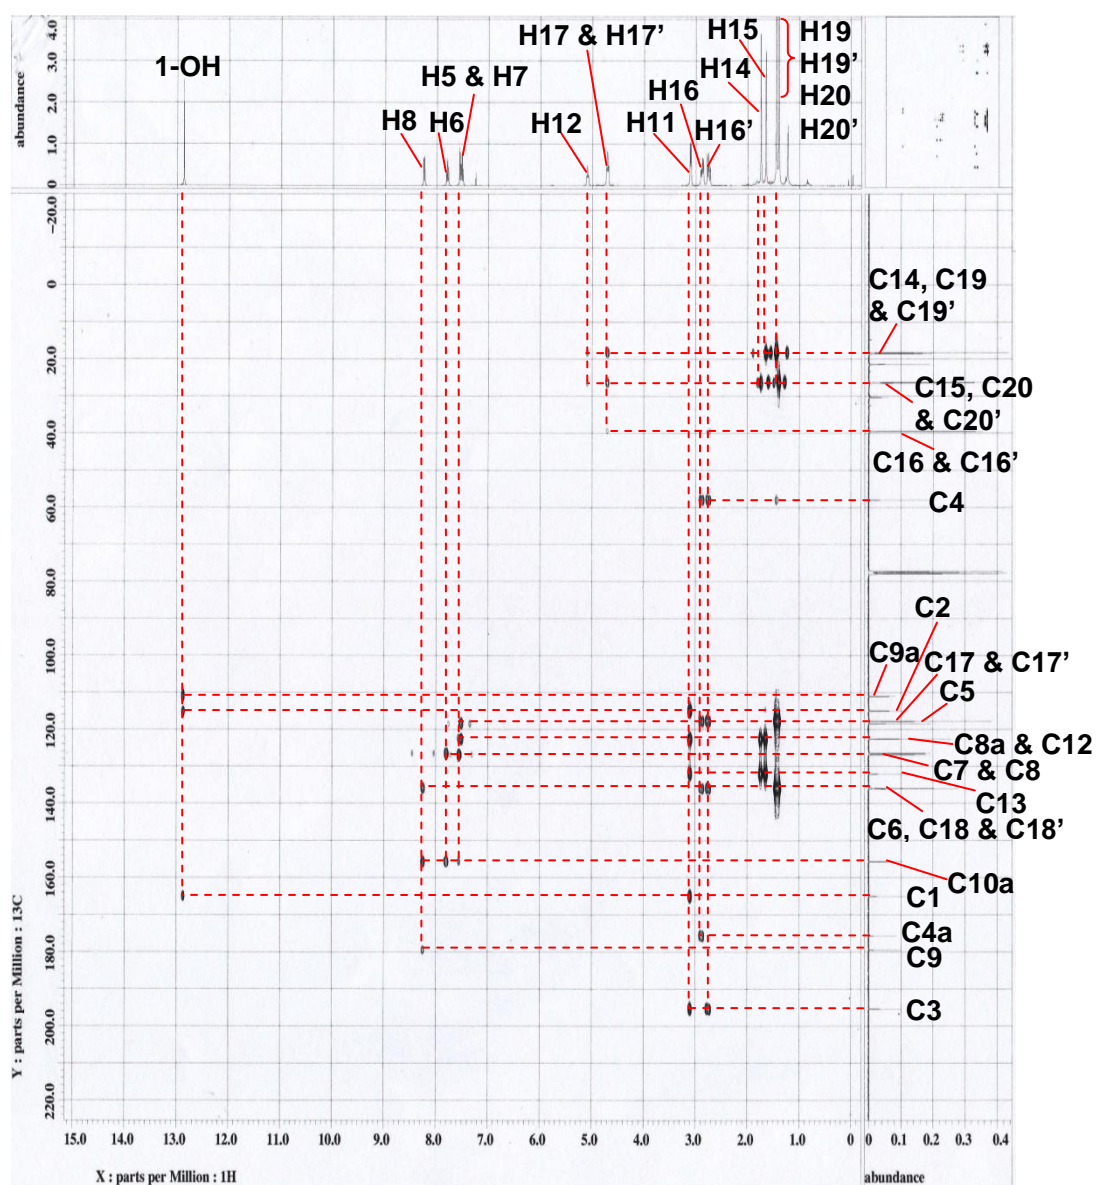 4.0
3.0
2.0
1.0
0
abundance
1-OH
H8
H6
H5 & H7
H17 & H17’
H12
H11
H16
H16’
H14
H15
H19
H19’
H20
H20’
-20.0
0
20.0
40.0
60.0
80.0
100.0
120.0
140.0
160.0
180.0
200.0
220.0
Y : parts per Million : 13C
C14, C19
& C19’
C15, C20
& C20’
C16 & C16’
C4
C2
C9a
C17 & C17’
C5
C8a & C12
C7 & C8
C13
C6, C18 & C18’
C10a
C1
C4a
C9
C3
15.0 14.0 13.0 12.0 11.0 10.0 9.0 8.0 7.0 6.0 5.0 4.0 3.0 2.0 1.0 0
0 0.1 0.2 0.3 0.4
X : parts per Million : 1H
abundance